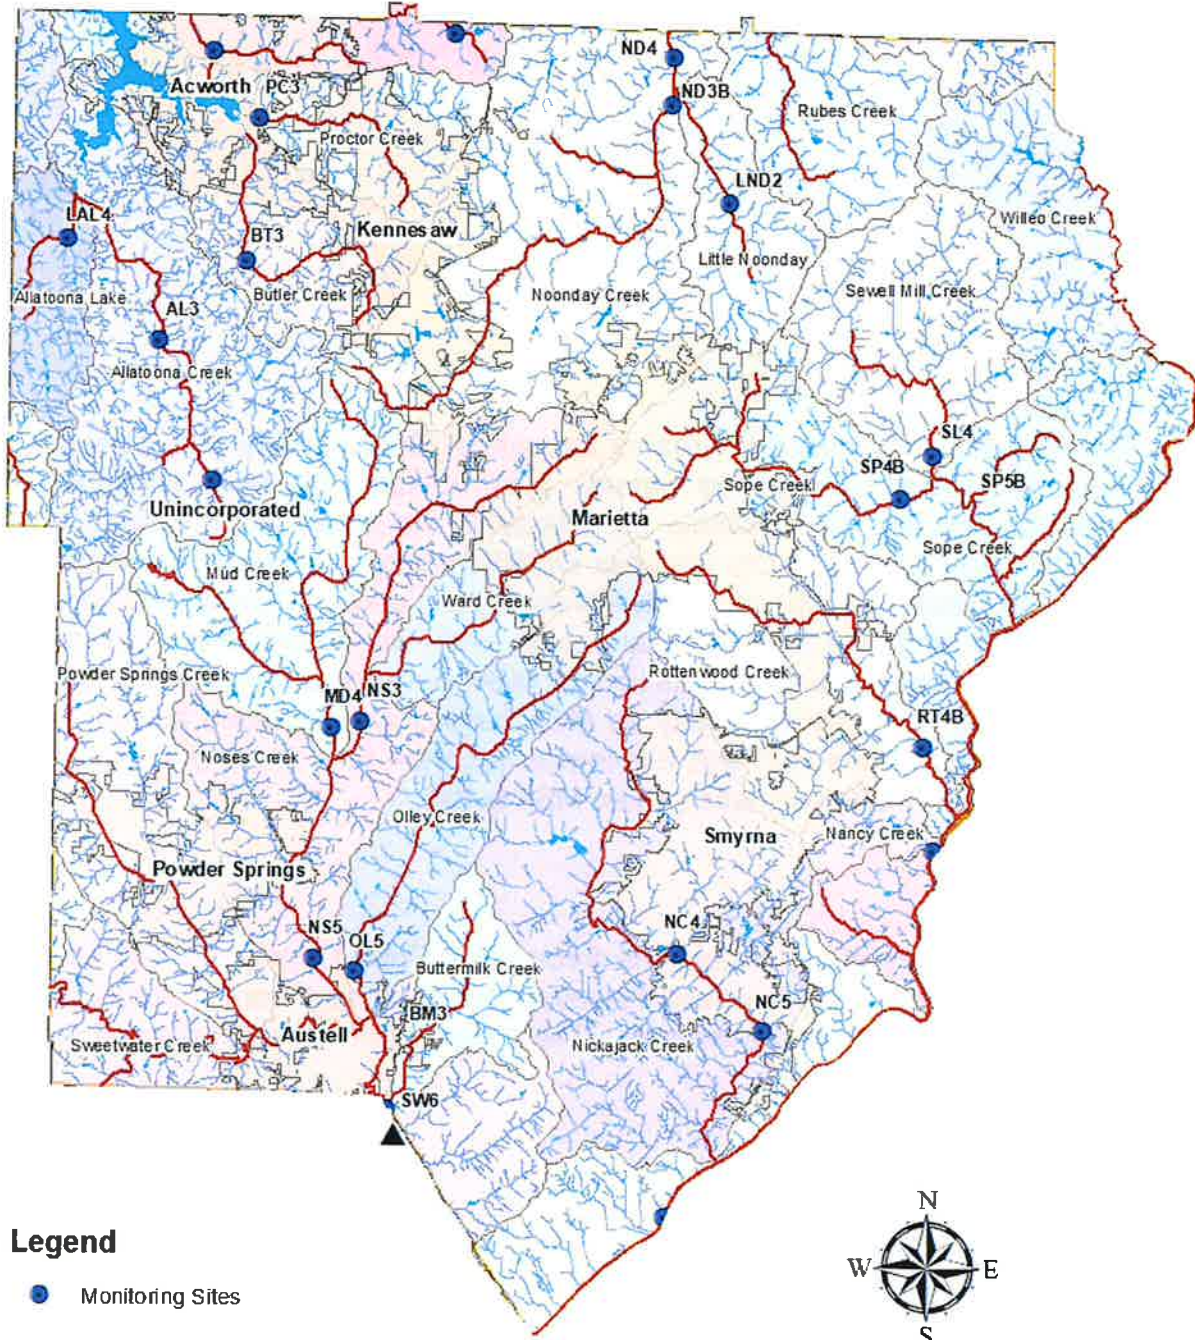 ND4
Acworth
PC3
ND3B
Rubes Creek
Proctor Creek
LND2
LAL4
Willeo Creek
BT3
Kennesaw
Little Noonday
Allatoona Lake
Butler Creek
Noonday Creek
Sewell Mill Creek
AL3
Allatoona Creek
SL4
SP4B
SP5B
Sope Creek
Unincorporated
Marietta
Sope Creek
Mud Creek
Ward Creek
Powder Springs Creek
Rottenwood Creek
MD4
NS3
RT4B
Noses Creek
Olley Creek
Smyrna
Nancy Creek
Powder Springs
NS5
OL5
NC4
Buttermilk Creek
NC5
BM3
Austell
Sweetwater Creek
Nickajack Creek
SW6
N
Legend
W
E
Monitoring Sites
S